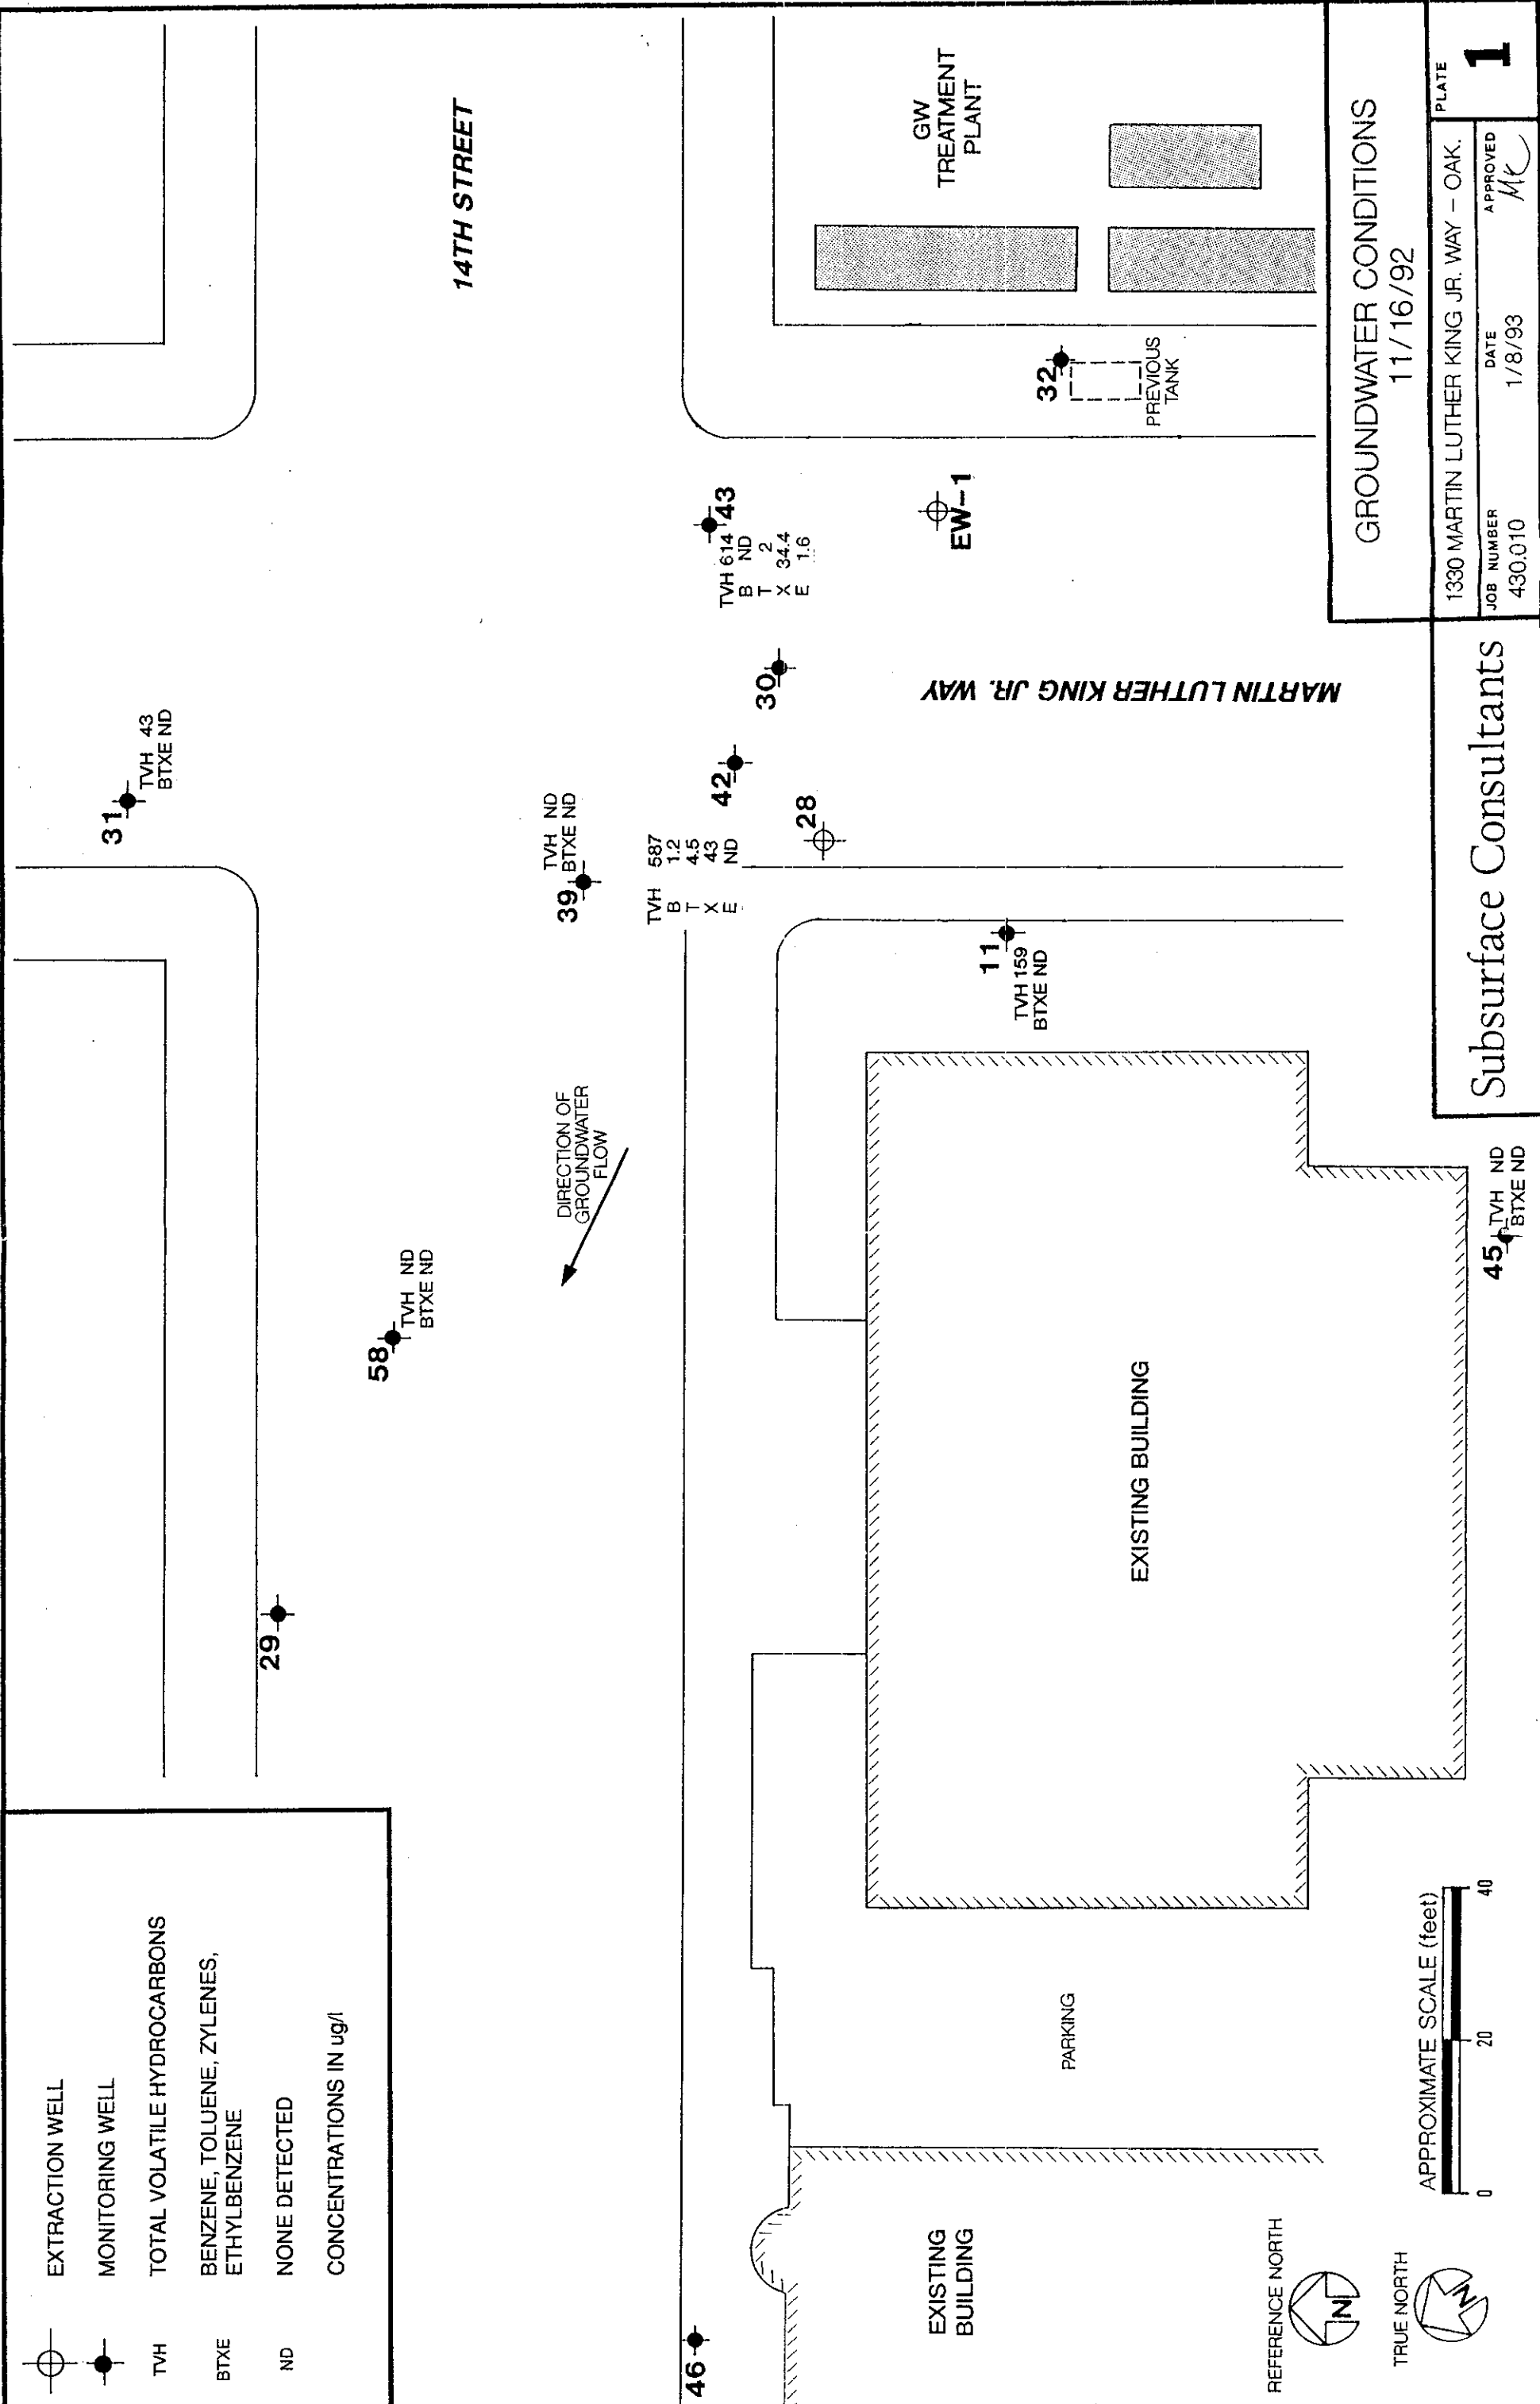 EXTRACTION WELL
MONITORING WELL
TVH TOTAL VOLATILE HYDROCARBONS
BTXE BENZENE, TOLUENE, ZYLENES,
ETHYLBENZENE
ND NONE DETECTED
CONCENTRATIONS IN ug/l
29
58
TVH ND
BTXE ND
31
TVH 43
BTXE ND
14TH STREET
DIRECTION OF
GROUNDWATER
FLOW
39
TVH ND
BTXE ND
TVH 587
B 1.2
T 4.5
X 43
E ND
42
30
43
TVH 614
B ND
T 2
X 34.4
E 1.6
28
EW-1
11
TVH 159
BTXE ND
MARTIN LUTHER KING JR. WAY
32
PREVIOUS
TANK
GW
TREATMENT
PLANT
46
EXISTING
BUILDING
PARKING
EXISTING BUILDING
45
TVH ND
BTXE ND
REFERENCE NORTH
N
TRUE NORTH
N
APPROXIMATE SCALE (feet)
0 20 40
Subsurface Consultants
GROUNDWATER CONDITIONS
11/16/92
1330 MARTIN LUTHER KING JR. WAY - OAK.
JOB NUMBER
430.010
DATE
1/8/93
APPROVED
MK
PLATE
1